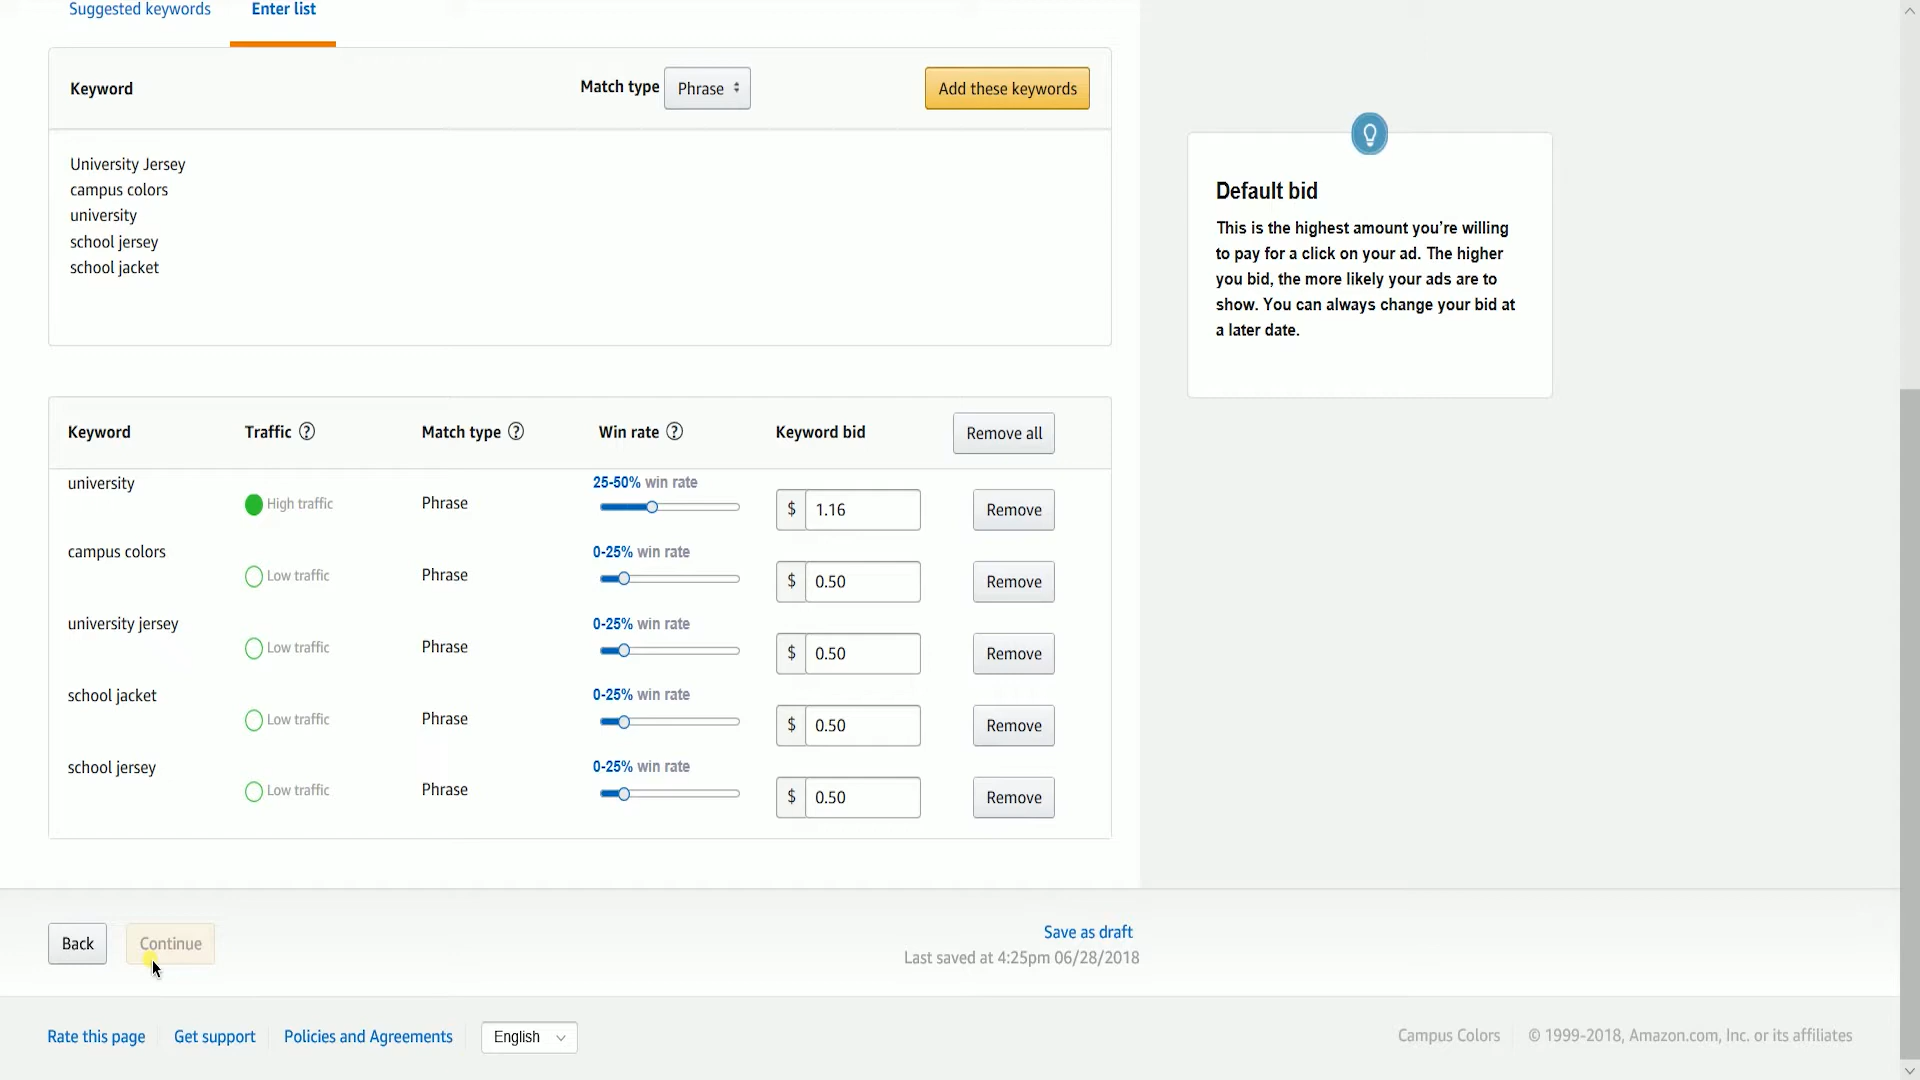 Suggested keywords
Enter list
Keyword
Match type
Phrase
Add these keywords
University Jersey
campus colors
university
school jersey
school jacket
Default bid
This is the highest amount you’re willing
to pay for a click on your ad. The higher
you bid, the more likely your ads are to
show. You can always change your bid at
a later date.
Keyword
Traffic ?
Match type ?
Win rate ?
Keyword bid
Remove all
university
High traffic
Phrase
25-50% win rate
$ 1.16
Remove
campus colors
Low traffic
Phrase
0-25% win rate
$ 0.50
Remove
university jersey
Low traffic
Phrase
0-25% win rate
$ 0.50
Remove
school jacket
Low traffic
Phrase
0-25% win rate
$ 0.50
Remove
school jersey
Low traffic
Phrase
0-25% win rate
$ 0.50
Remove
Back
Continue
Save as draft
Last saved at 4:25pm 06/28/2018
Rate this page
Get support
Policies and Agreements
English
Campus Colors
© 1999-2018, Amazon.com, Inc. or its affiliates